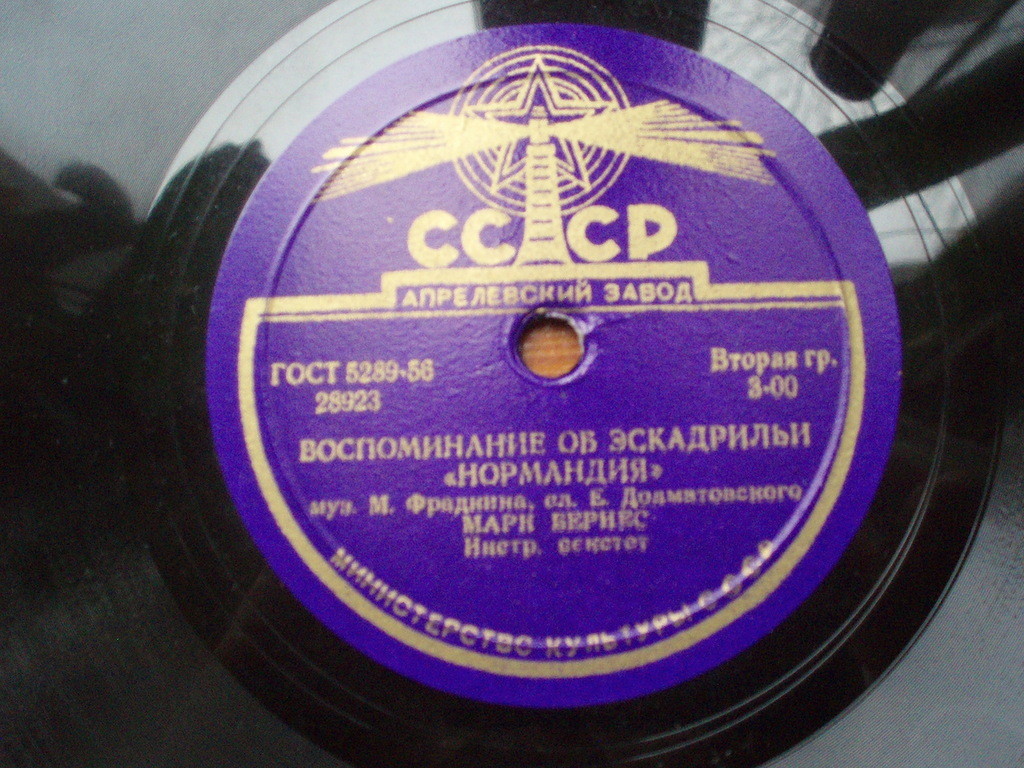 СССР
АПРЕЛЕВСКИЙ ЗАВОД
ГОСТ 5289-56
28923
Вторая гр.
3-00
ВОСПОМИНАНИЕ ОБ ЭСКАДРИЛЬИ
«НОРМАНДИЯ»
муз. М. Фрадкина, сл. Е. Долматовского
МАРК БЕРНЕС
Инстр. секстет
МИНИСТЕРСТВО КУЛЬТУРЫ СССР